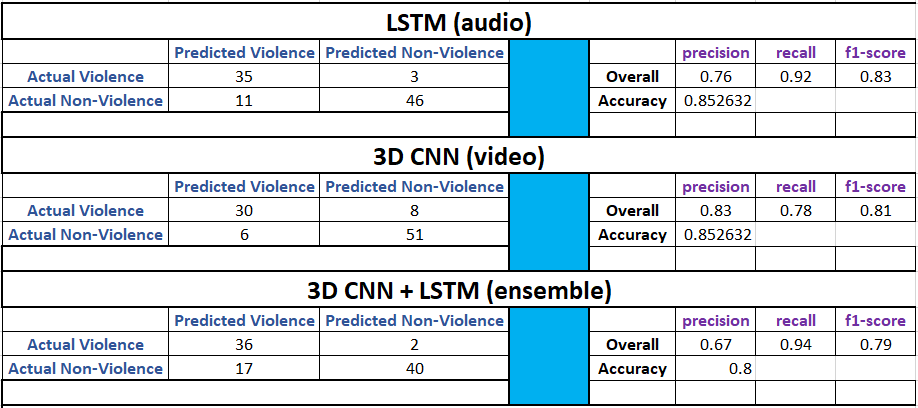 LSTM (audio)
Predicted Violence Predicted Non-Violence precision recall f1-score
Actual Violence 35 3 Overall 0.76 0.92 0.83
Actual Non-Violence 11 46 Accuracy 0.852632
3D CNN (video)
Predicted Violence Predicted Non-Violence precision recall f1-score
Actual Violence 30 8 Overall 0.83 0.78 0.81
Actual Non-Violence 6 51 Accuracy 0.852632
3D CNN + LSTM (ensemble)
Predicted Violence Predicted Non-Violence precision recall f1-score
Actual Violence 36 2 Overall 0.67 0.94 0.79
Actual Non-Violence 17 40 Accuracy 0.8